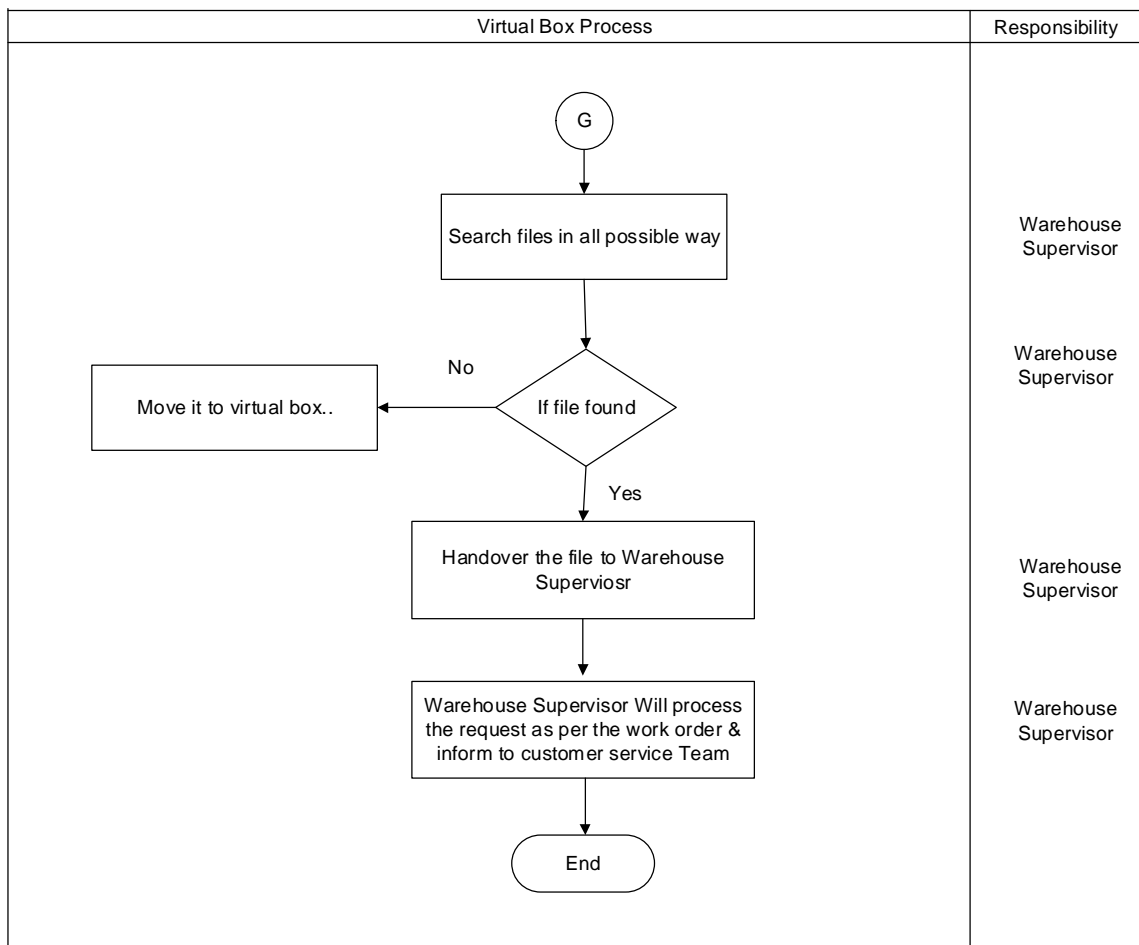 Virtual Box Process
Responsibility
G
Search files in all possible way
Warehouse
Supervisor
If file found
Warehouse
Supervisor
No
Move it to virtual box..
Yes
Handover the file to Warehouse
Superviosr
Warehouse
Supervisor
Warehouse Supervisor Will process
the request as per the work order &
inform to customer service Team
Warehouse
Supervisor
End